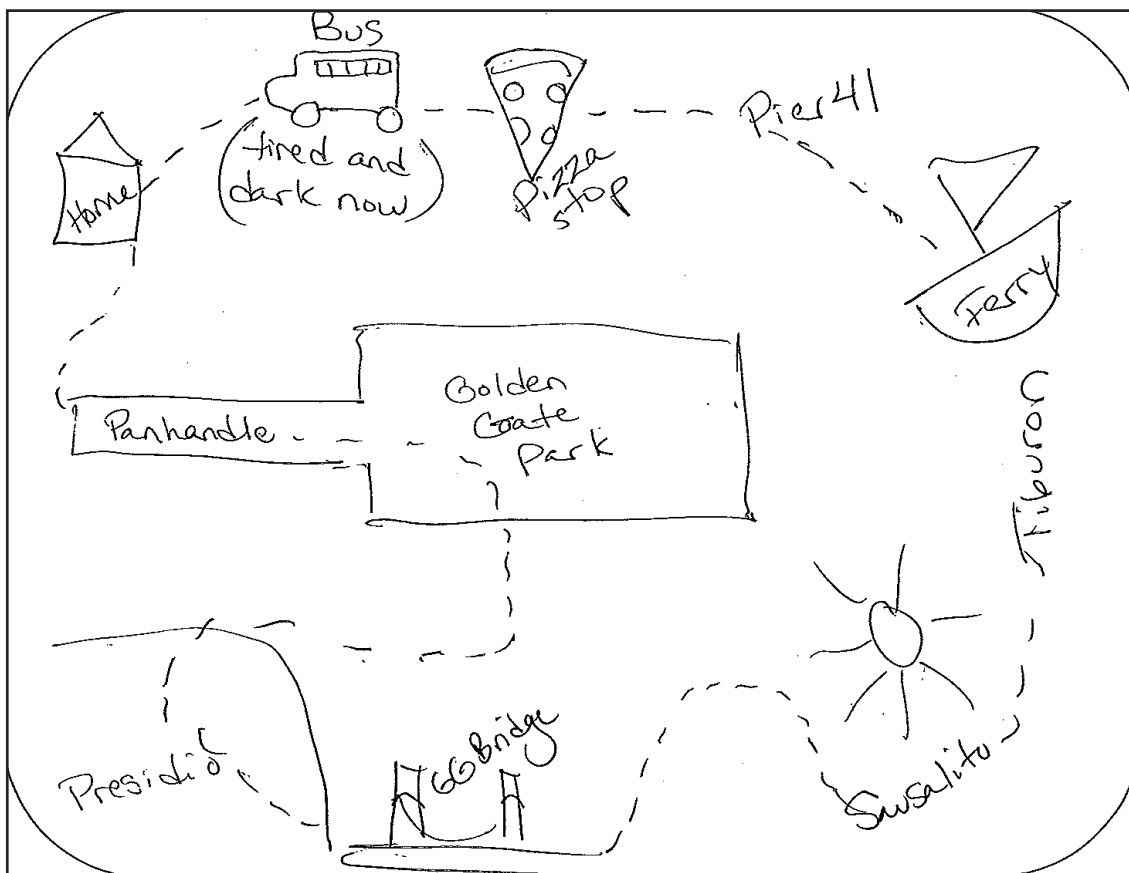 Bus
(tired and
dark now)
Pizza
stop
Pier 41
Home
Ferry
Golden
Gate
Park
Panhandle
Tiburon
GG Bridge
Presidio
Sausalito